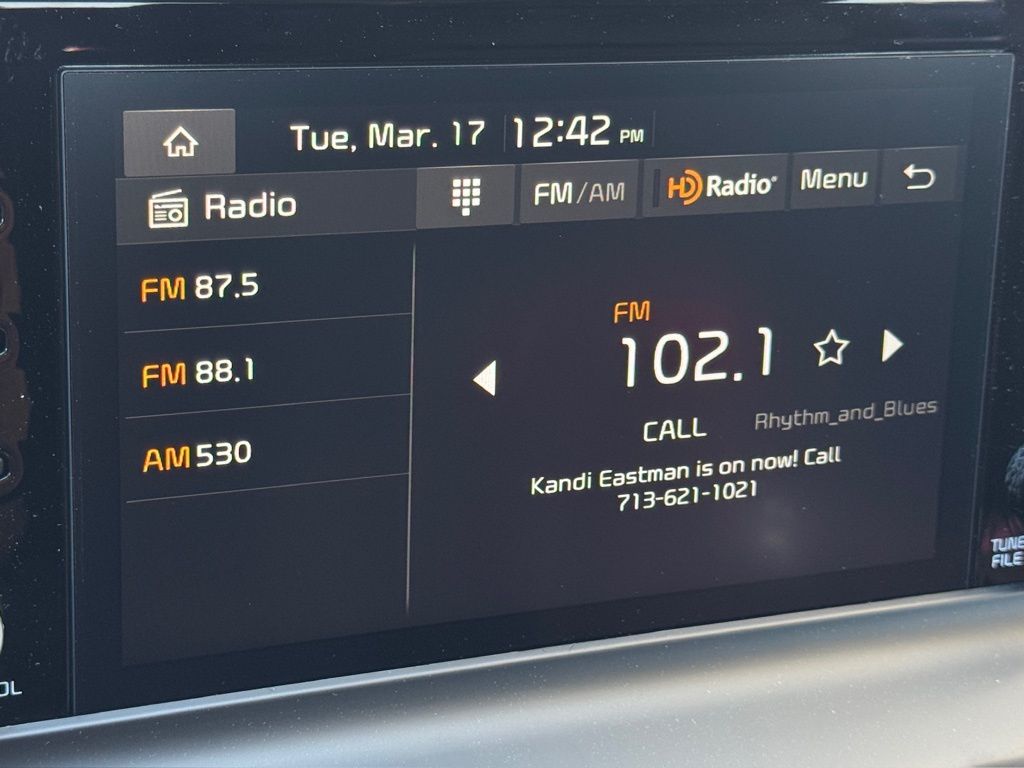 Tue, Mar. 17 12:42 PM
Radio FM/AM HD Radio® Menu
FM 87.5
FM 88.1
AM 530
FM
102.1
CALL Rhythm_and_Blues
Kandi Eastman is on now! Call
713-621-1021
TUNE
FILE
OL